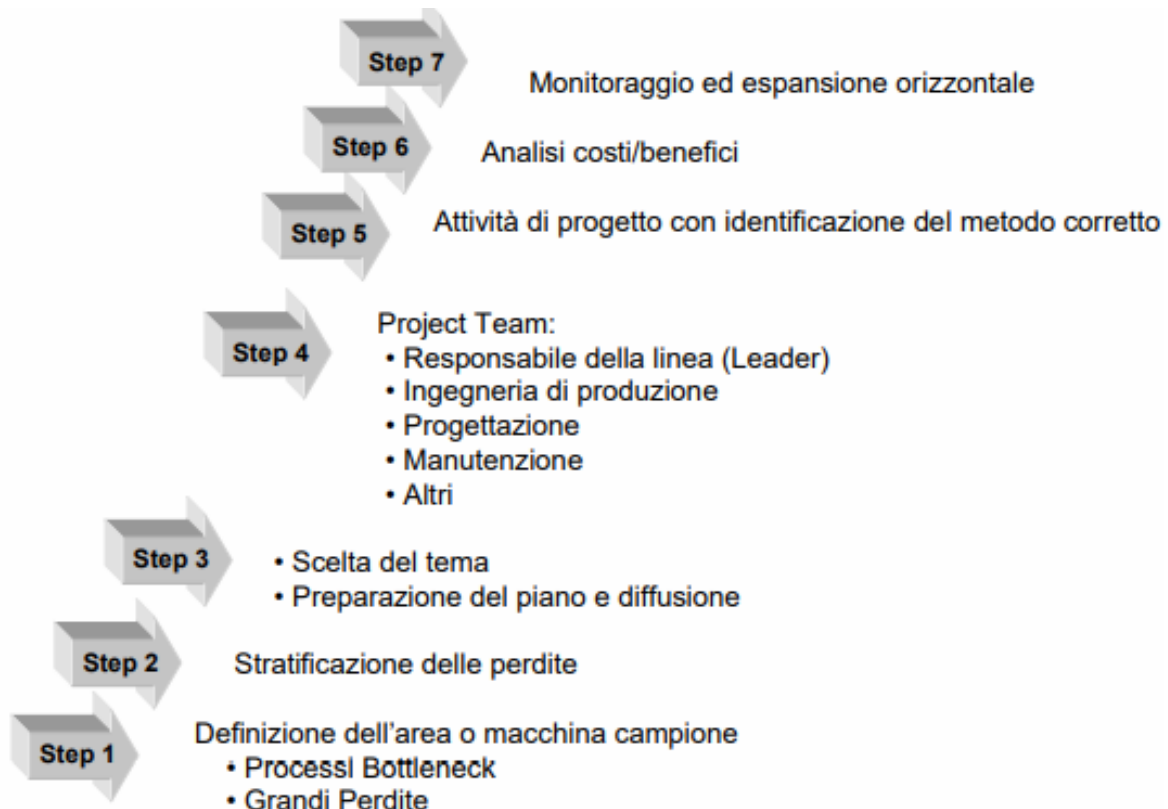 Step 7
Monitoraggio ed espansione orizzontale
Step 6
Analisi costi/benefici
Step 5
Attività di progetto con identificazione del metodo corretto
Step 4
Project Team:
• Responsabile della linea (Leader)
• Ingegneria di produzione
• Progettazione
• Manutenzione
• Altri
Step 3
• Scelta del tema
• Preparazione del piano e diffusione
Step 2
Stratificazione delle perdite
Step 1
Definizione dell'area o macchina campione
• Processi Bottleneck
• Grandi Perdite